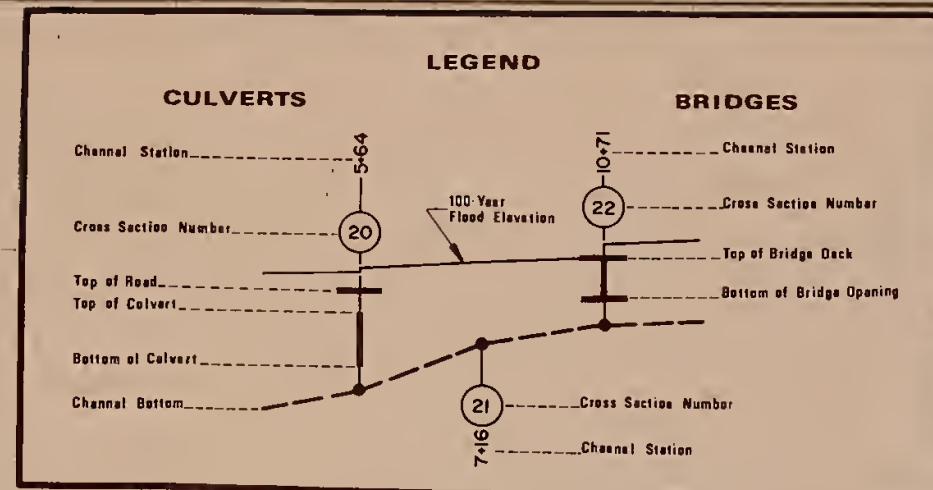 LEGEND
CULVERTS
BRIDGES
Channel Station
5+64
10+71
Channel Station
Cross Section Number
20
100-Year
Flood Elevation
22
Cross Section Number
Top of Road
Top of Culvert
Top of Bridge Deck
Bottom of Bridge Opening
Bottom of Culvert
Channel Bottom
21
Cross Section Number
7+16
Channel Station